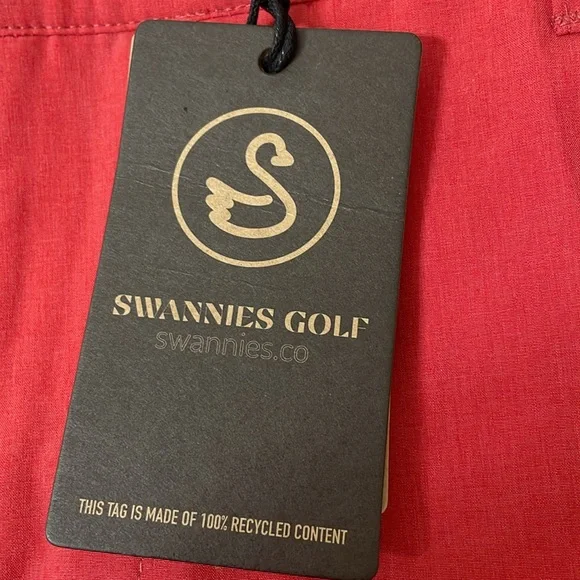 SWANNIES GOLF
swannies.co
THIS TAG IS MADE OF 100% RECYCLED CONTENT